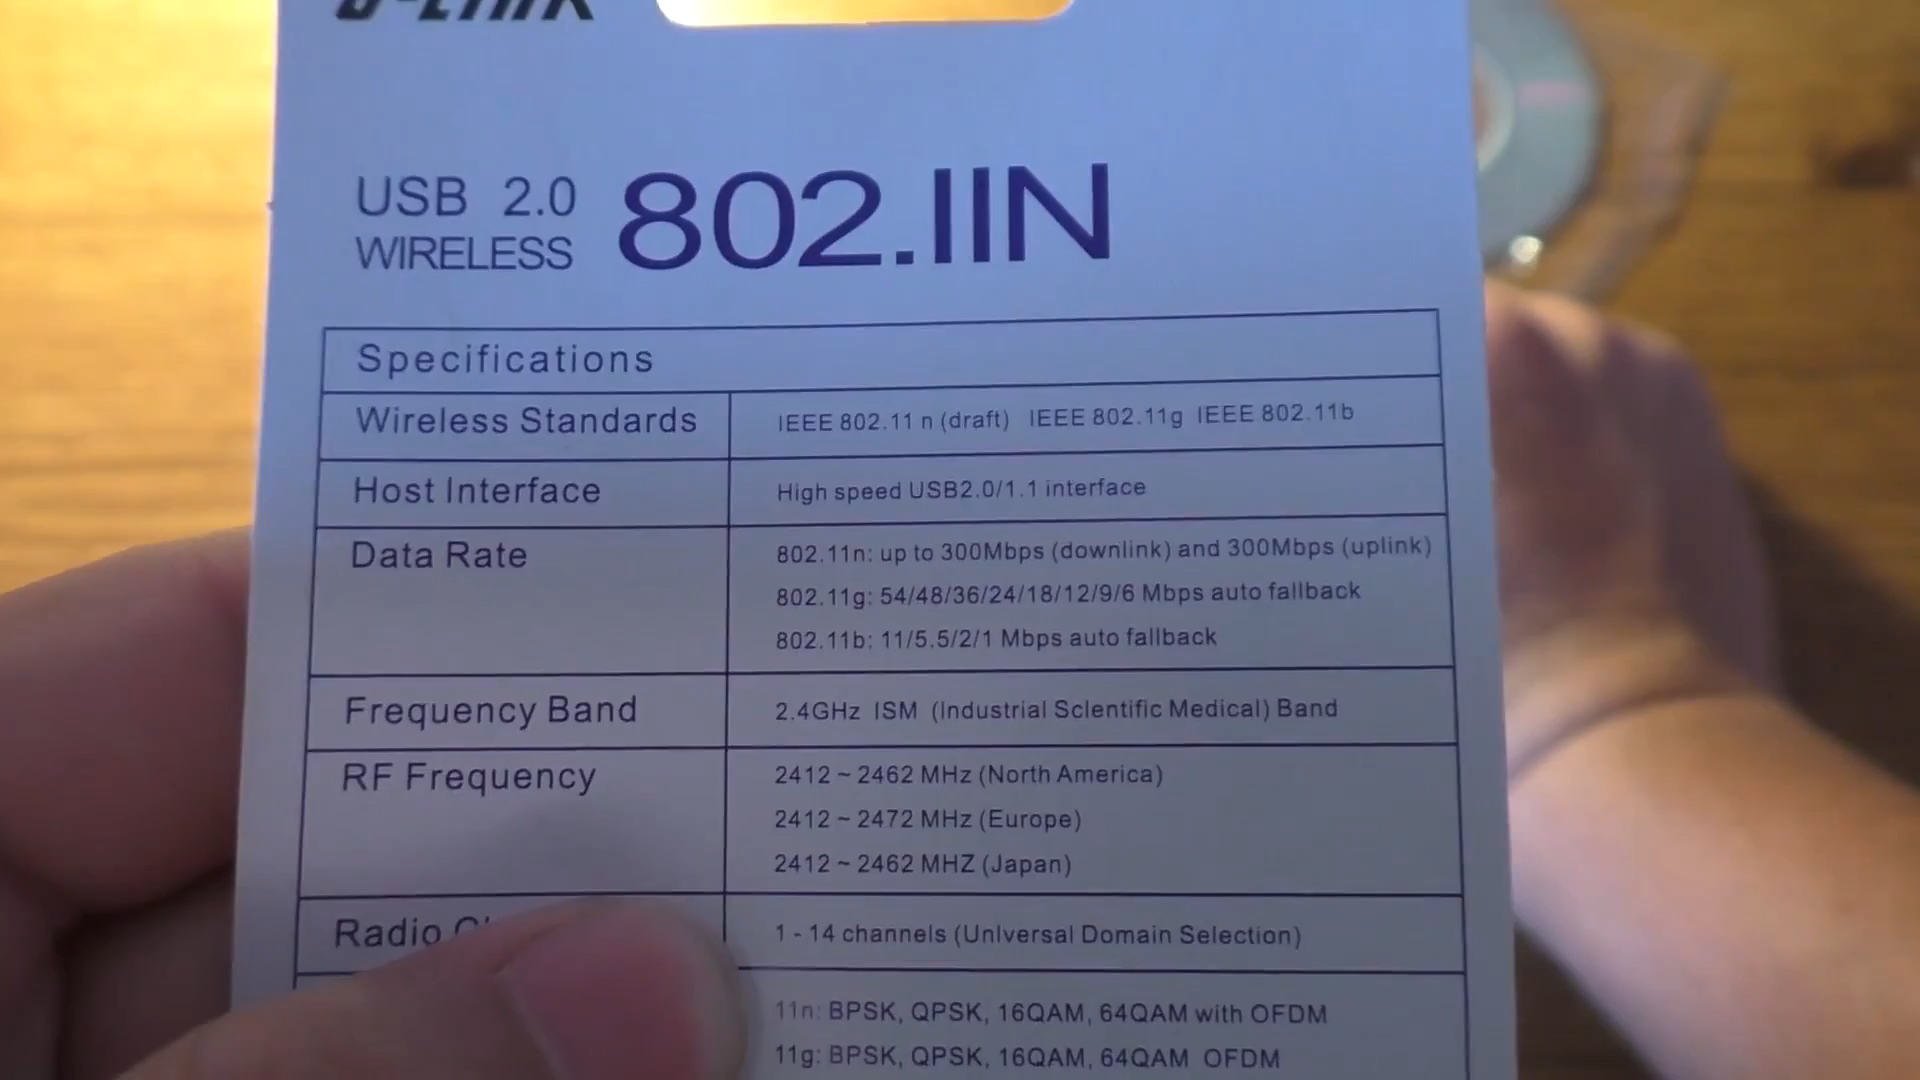 USB 2.0
WIRELESS
802.IIN
Specifications
Wireless Standards
IEEE 802.11 n (draft) IEEE 802.11g IEEE 802.11b
Host Interface
High speed USB2.0/1.1 interface
Data Rate
802.11n: up to 300Mbps (downlink) and 300Mbps (uplink)
802.11g: 54/48/36/24/18/12/9/6 Mbps auto fallback
802.11b: 11/5.5/2/1 Mbps auto fallback
Frequency Band
2.4GHz ISM (Industrial Sclentific Medical) Band
RF Frequency
2412 ~ 2462 MHz (North America)
2412 ~ 2472 MHz (Europe)
2412 ~ 2462 MHZ (Japan)
Radio
1 - 14 channels (Unlversal Domain Selection)
11n: BPSK, QPSK, 16QAM, 64QAM with OFDM
11g: BPSK, QPSK, 16QAM, 64QAM OFDM